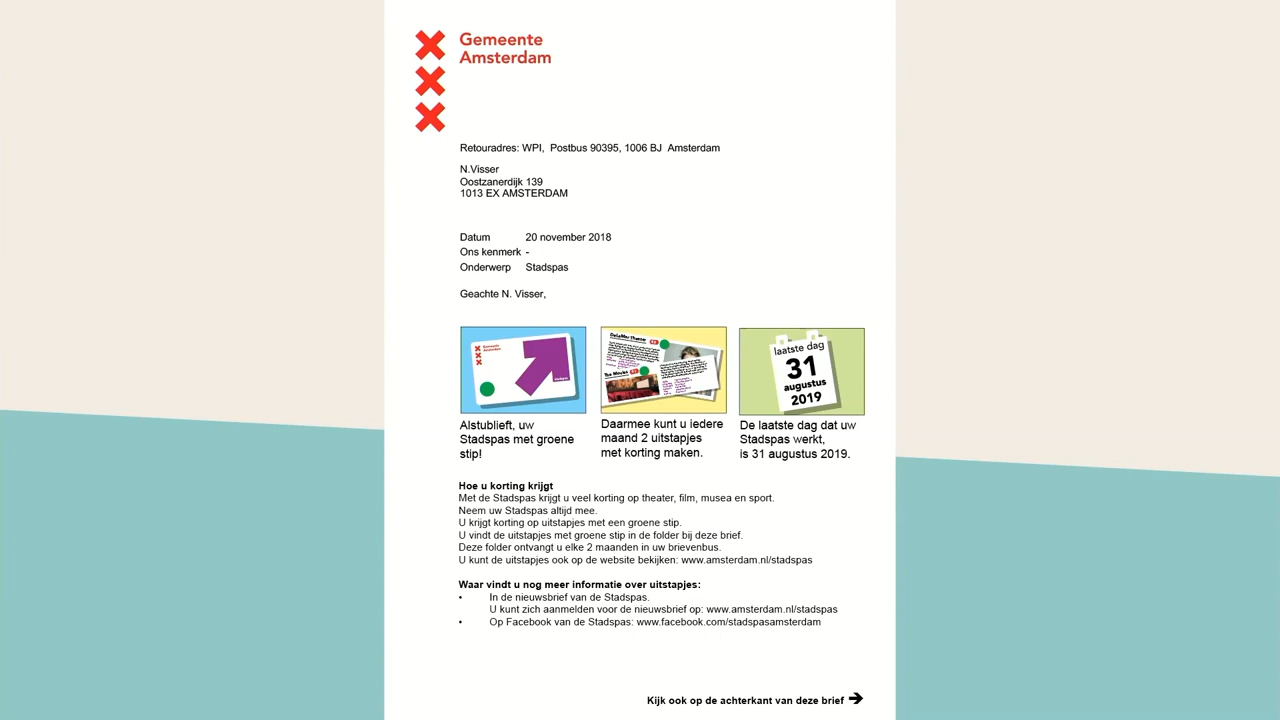 Gemeente
Amsterdam
Retouradres: WPI, Postbus 90395, 1006 BJ Amsterdam
N.Visser
Oostzanerdijk 139
1013 EX AMSTERDAM
Datum 20 november 2018
Ons kenmerk -
Onderwerp Stadspas
Geachte N. Visser,
Gemeente
Amsterdam
stadspas
DeLaMar Theater
The Movies
laatste dag
31
augustus
2019
Alstublieft, uw
Stadspas met groene
stip!
Daarmee kunt u iedere
maand 2 uitstapjes
met korting maken.
De laatste dag dat uw
Stadspas werkt,
is 31 augustus 2019.
Hoe u korting krijgt
Met de Stadspas krijgt u veel korting op theater, film, musea en sport.
Neem uw Stadspas altijd mee.
U krijgt korting op uitstapjes met een groene stip.
U vindt de uitstapjes met groene stip in de folder bij deze brief.
Deze folder ontvangt u elke 2 maanden in uw brievenbus.
U kunt de uitstapjes ook op de website bekijken: www.amsterdam.nl/stadspas
Waar vindt u nog meer informatie over uitstapjes:
• In de nieuwsbrief van de Stadspas.
U kunt zich aanmelden voor de nieuwsbrief op: www.amsterdam.nl/stadspas
• Op Facebook van de Stadspas: www.facebook.com/stadspasamsterdam
Kijk ook op de achterkant van deze brief →